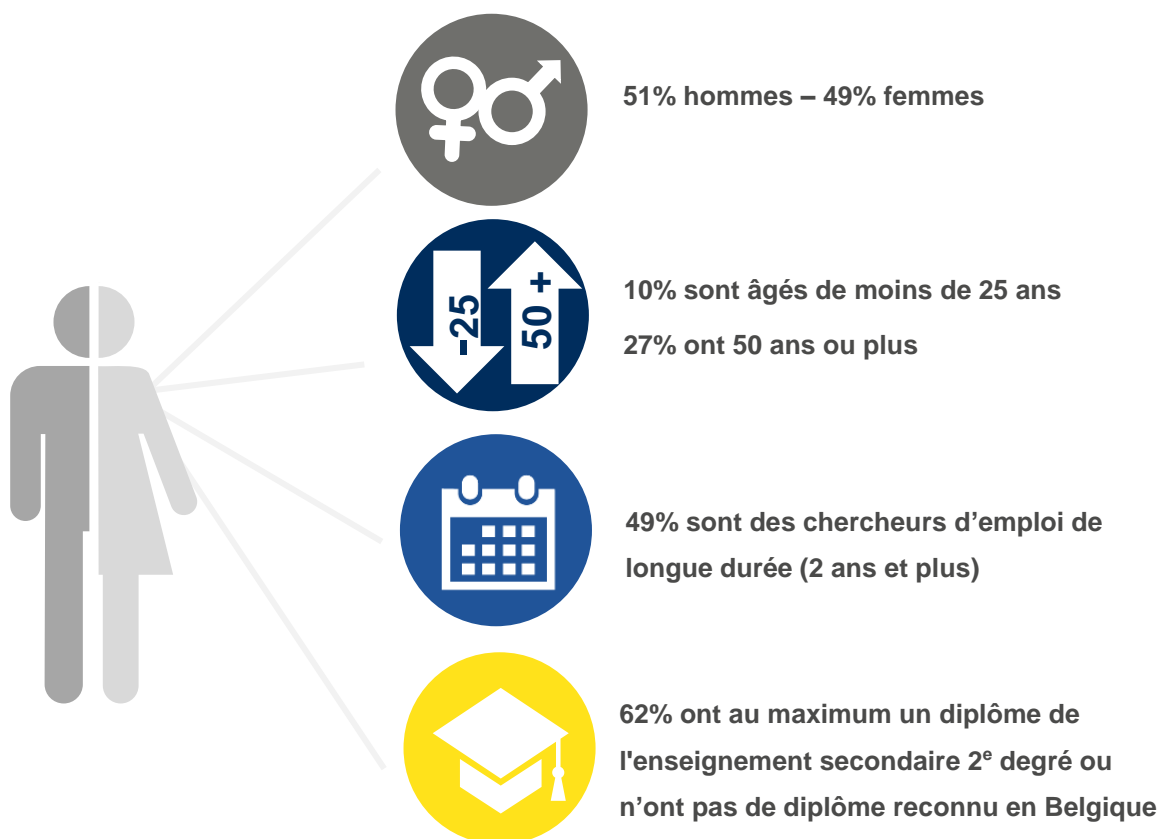 51% hommes – 49% femmes
-25
50 +
10% sont âgés de moins de 25 ans
27% ont 50 ans ou plus
49% sont des chercheurs d’emploi de
longue durée (2 ans et plus)
62% ont au maximum un diplôme de
l'enseignement secondaire 2e degré ou
n’ont pas de diplôme reconnu en Belgique